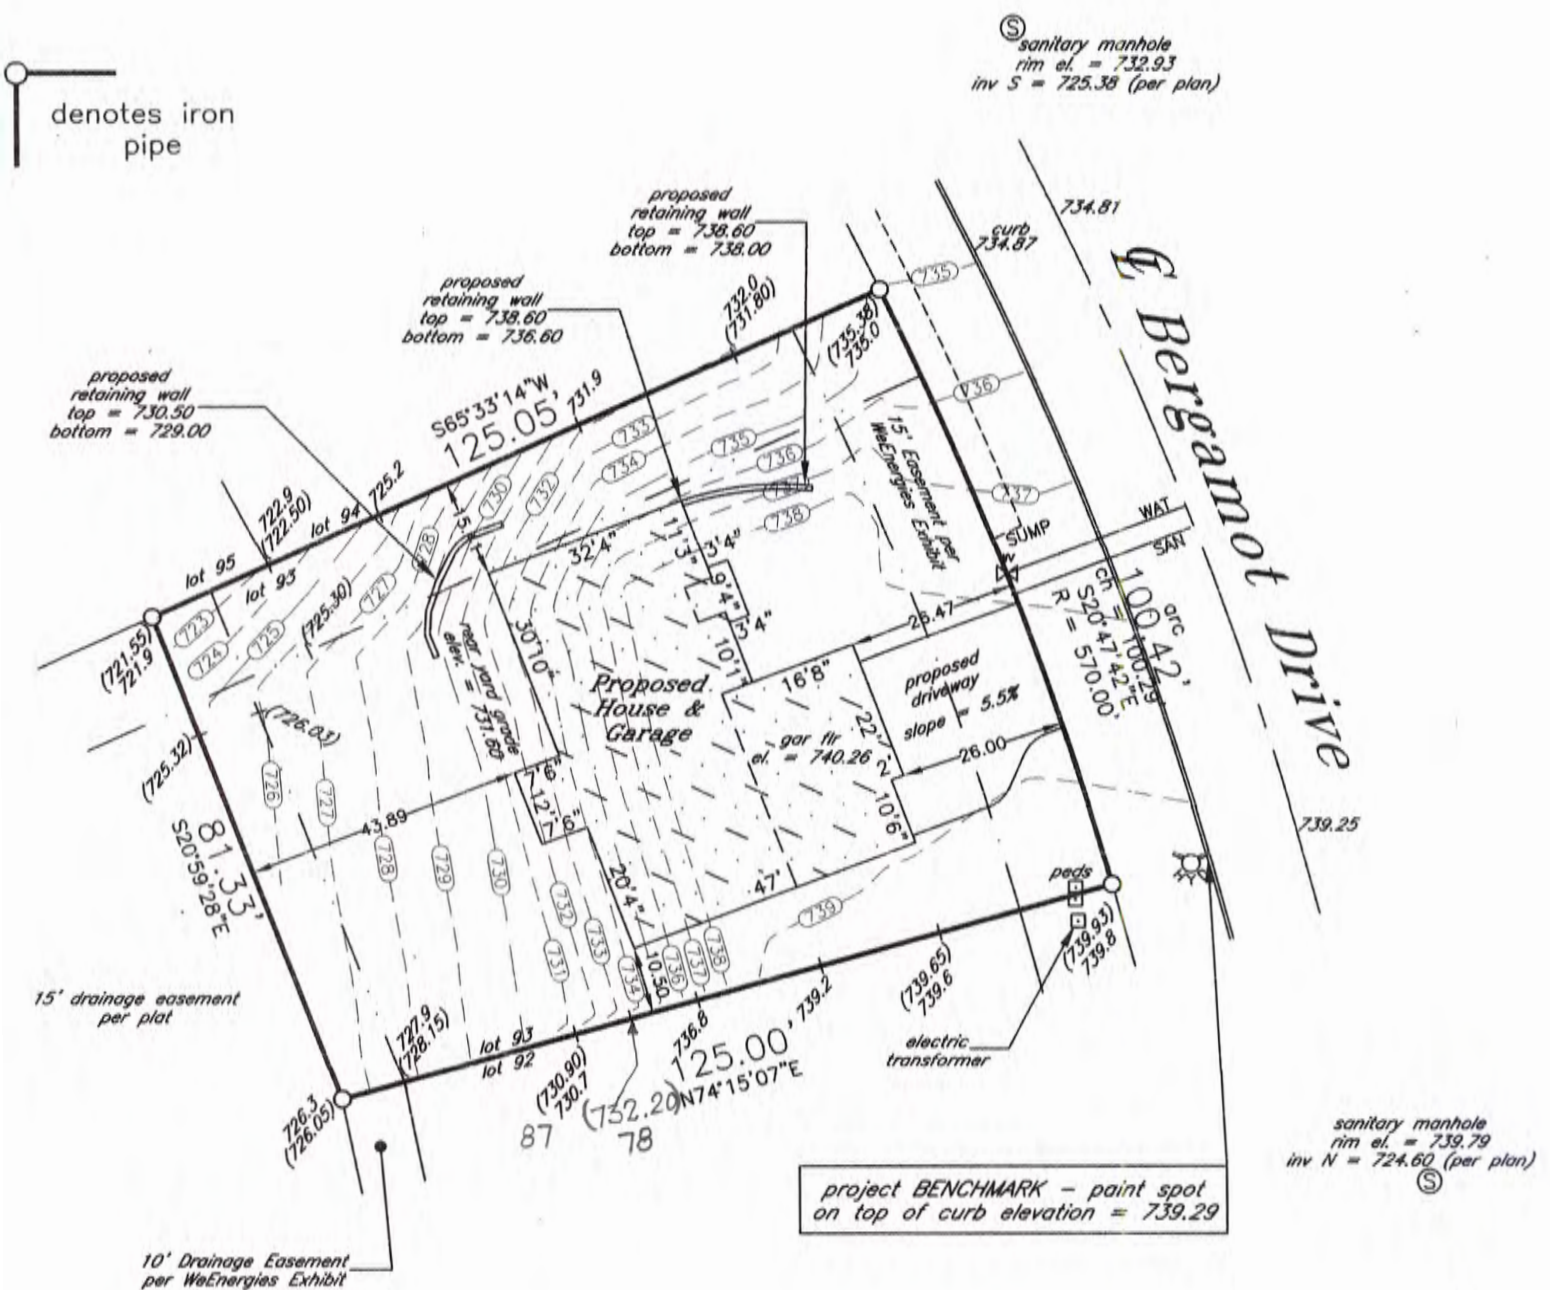 S
sanitary manhole
rim el. = 732.93
inv S = 725.38 (per plan)
denotes iron
pipe
proposed
retaining wall
top = 738.60
bottom = 738.00
734.81
curb
734.87
℄ Bergamot Drive
735
proposed
retaining wall
top = 738.60
bottom = 736.60
732.0
(731.80)
(735.38)
735.0
736
proposed
retaining wall
top = 730.50
bottom = 729.00
S65°33'14"W
125.05'
731.9
733
734
735
736
737
738
15' Easement per
WeEnergies Exhibit
737
WAT
SAN
SUMP
722.9
(722.50)
lot 94
725.2
728
730
732
lot 95
lot 93
723
724
725
(725.30)
727
32'4"
1'3"
3'4"
9'4"
3'4"
10'1"
26.47
arc
100.42'
ch = 100.29'
S20°47'42"E
R = 570.00'
(721.55)
721.9
rear yard grade
elev. = 731.60
30'10"
Proposed
House &
Garage
16'8"
proposed
driveway
slope = 5.5%
gar flr
el. = 740.26
22'2"
26.00
10'6"
(725.32)
(726.03)
726
727
728
729
730
43.89
7'6"
12'
7'6"
81.33'
S20°59'28"E
20'4"
47'
739
739.25
peds
(739.93)
739.8
731
732
733
734
736
737
738
10.50
15' drainage easement
per plat
727.9
(728.15)
lot 93
lot 92
736.8
739.2
(739.65)
739.6
125.00'
N74°15'07"E
electric
transformer
726.3
(726.05)
(730.90)
730.7
(732.20)
87
78
sanitary manhole
rim el. = 739.79
inv N = 724.60 (per plan)
S
project BENCHMARK – paint spot
on top of curb elevation = 739.29
10' Drainage Easement
per WeEnergies Exhibit